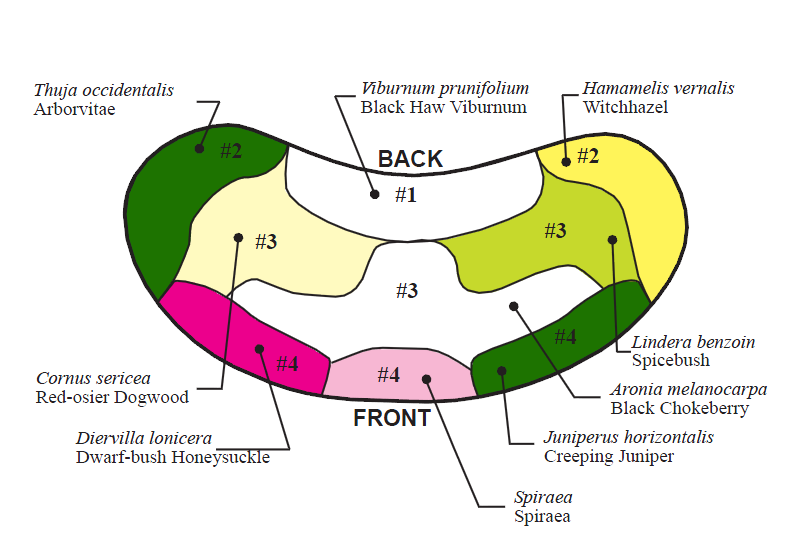 Thuja occidentalis
Arborvitae
Viburnum prunifolium
Black Haw Viburnum
Hamamelis vernalis
Witchhazel
BACK
#2
#2
#1
#3
#3
#3
#4
#4
#4
FRONT
Lindera benzoin
Spicebush
Cornus sericea
Red-osier Dogwood
Aronia melanocarpa
Black Chokeberry
Diervilla lonicera
Dwarf-bush Honeysuckle
Juniperus horizontalis
Creeping Juniper
Spiraea
Spiraea